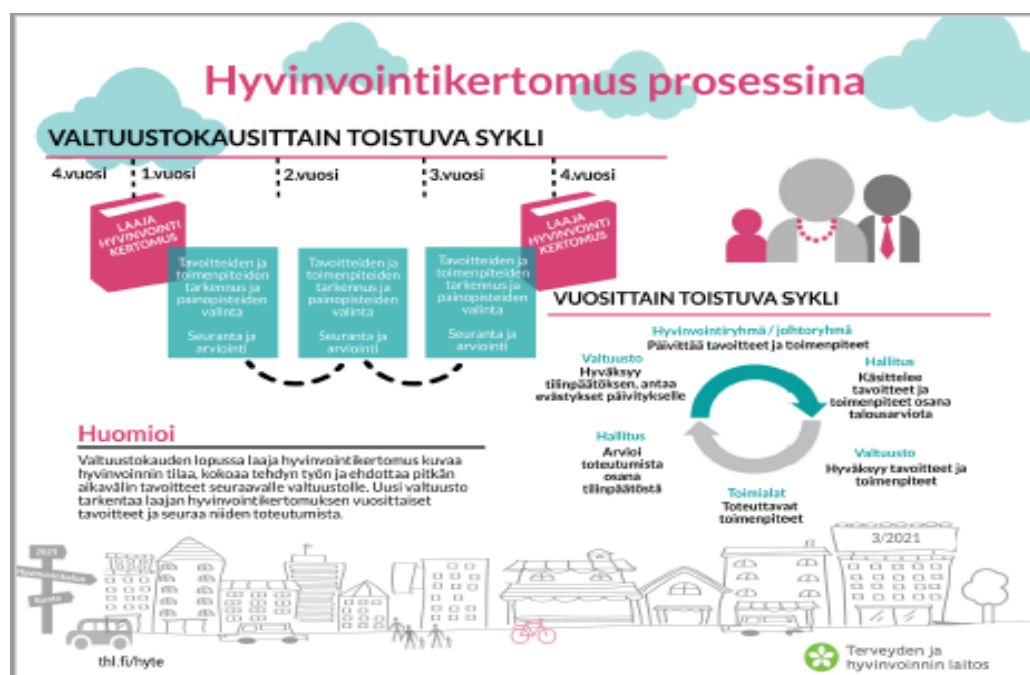 Hyvinvointikertomus prosessina
VALTUUSTOKAUSITTAIN TOISTUVA SYKLI
4.vuosi
1.vuosi
2.vuosi
3.vuosi
4.vuosi
LAAJA
HYVINVOINTI
KERTOMUS
LAAJA
HYVINVOINTI
KERTOMUS
Tavoitteiden ja
toimenpiteiden
tarkennus ja
painopisteiden
valinta
Seuranta ja
arviointi
Tavoitteiden ja
toimenpiteiden
tarkennus ja
painopisteiden
valinta
Seuranta ja
arviointi
Tavoitteiden ja
toimenpiteiden
tarkennus ja
painopisteiden
valinta
Seuranta ja
arviointi
VUOSITTAIN TOISTUVA SYKLI
Hyvinvointiryhmä / johtoryhmä
Päivittää tavoitteet ja toimenpiteet
Hallitus
Käsittelee
tavoitteet ja
toimenpiteet osana
talousarviota
Valtuusto
Hyväksyy tavoitteet ja
toimenpiteet
Toimialat
Toteuttavat
toimenpiteet
Hallitus
Arvioi
toteutumista
osana
tilinpäätöstä
Valtuusto
Hyväksyy
tilinpäätöksen, antaa
evästykset päivitykselle
Huomioi
Valtuustokauden lopussa laaja hyvinvointikertomus kuvaa
hyvinvoinnin tilaa, kokoaa tehdyn työn ja ehdottaa pitkän
aikavälin tavoitteet seuraavalle valtuustolle. Uusi valtuusto
tarkentaa laajan hyvinvointikertomuksen vuosittaiset
tavoitteet ja seuraa niiden toteutumista.
3/2021
thl.fi/hyte
Terveyden ja
hyvinvoinnin laitos